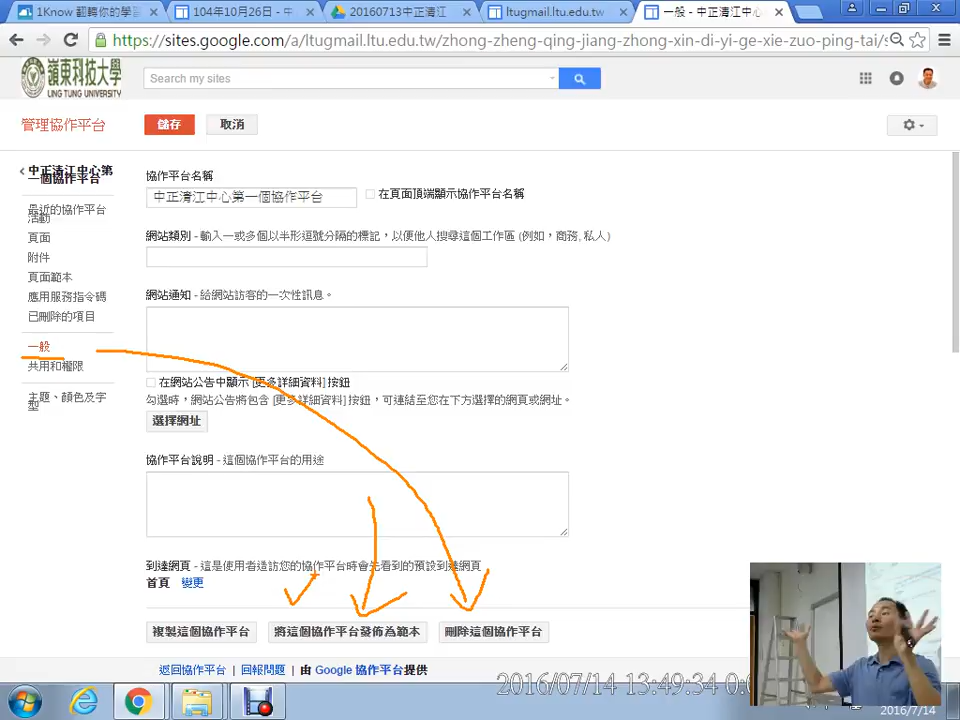 1Know 翻轉你的學習
104年10月26日 - 中
20160713中正清江
ltugmail.ltu.edu.tw
一般 - 中正清江中心
https://sites.google.com/a/ltugmail.ltu.edu.tw/zhong-zheng-qing-jiang-zhong-xin-di-yi-ge-xie-zuo-ping-tai/s
嶺東科技大學
LING TUNG UNIVERSITY
Search my sites
管理協作平台
儲存
取消
中正清江中心第一個協作平台
最近的協作平台活動
頁面
附件
頁面範本
應用服務指令碼
已刪除的項目
一般
共用和權限
主題、顏色及字型
協作平台名稱
中正清江中心第一個協作平台
在頁面頂端顯示協作平台名稱
網站類別 - 輸入一或多個以半形逗號分隔的標記，以便他人搜尋這個工作區 (例如，商務, 私人)
網站通知 - 給網站訪客的一次性訊息。
在網站公告中顯示 [更多詳細資料] 按鈕
勾選時，網站公告將包含 [更多詳細資料] 按鈕，可連結至您在下方選擇的網頁或網址。
選擇網址
協作平台說明 - 這個協作平台的用途
到達網頁 - 這是使用者造訪您的協作平台時會先看到的預設到達網頁
首頁 變更
複製這個協作平台
將這個協作平台發佈為範本
刪除這個協作平台
返回協作平台 | 回報問題 | 由 Google 協作平台提供
2016/07/14 13:49:34
2016/7/14